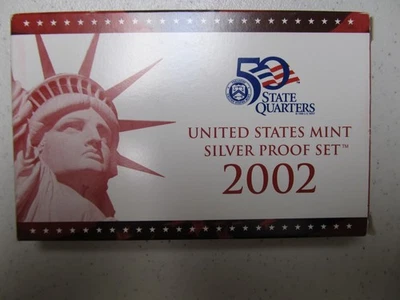 50
STATE
QUARTERS
UNITED STATES MINT
SILVER PROOF SET™
2002